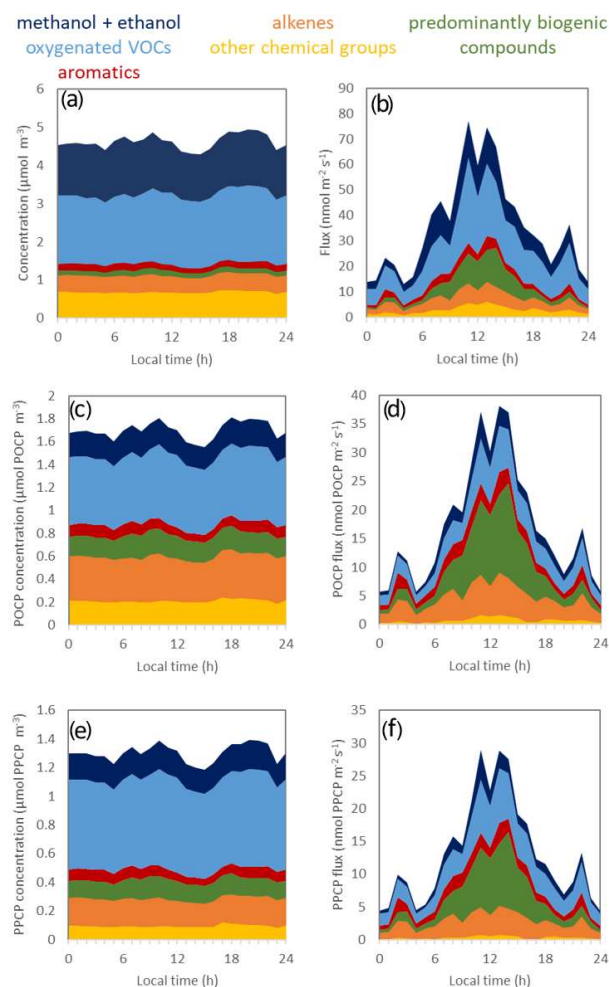 methanol + ethanol alkenes predominantly biogenic
oxygenated VOCs other chemical groups compounds
aromatics
(a)
Concentration (µmol m⁻³)
6
5
4
3
2
1
0
0 6 12 18 24
Local time (h)
(b)
Flux (nmol m⁻² s⁻¹)
90
80
70
60
50
40
30
20
10
0
0 6 12 18 24
Local time (h)
(c)
POCP concentration (µmol POCP m⁻³)
2
1.8
1.6
1.4
1.2
1
0.8
0.6
0.4
0.2
0
0 6 12 18 24
Local time (h)
(d)
POCP flux (nmol POCP m⁻² s⁻¹)
40
35
30
25
20
15
10
5
0
0 6 12 18 24
Local time (h)
(e)
PPCP concentration (µmol PPCP m⁻³)
1.6
1.4
1.2
1
0.8
0.6
0.4
0.2
0
0 6 12 18 24
Local time (h)
(f)
PPCP flux (nmol PPCP m⁻² s⁻¹)
35
30
25
20
15
10
5
0
0 6 12 18 24
Local time (h)